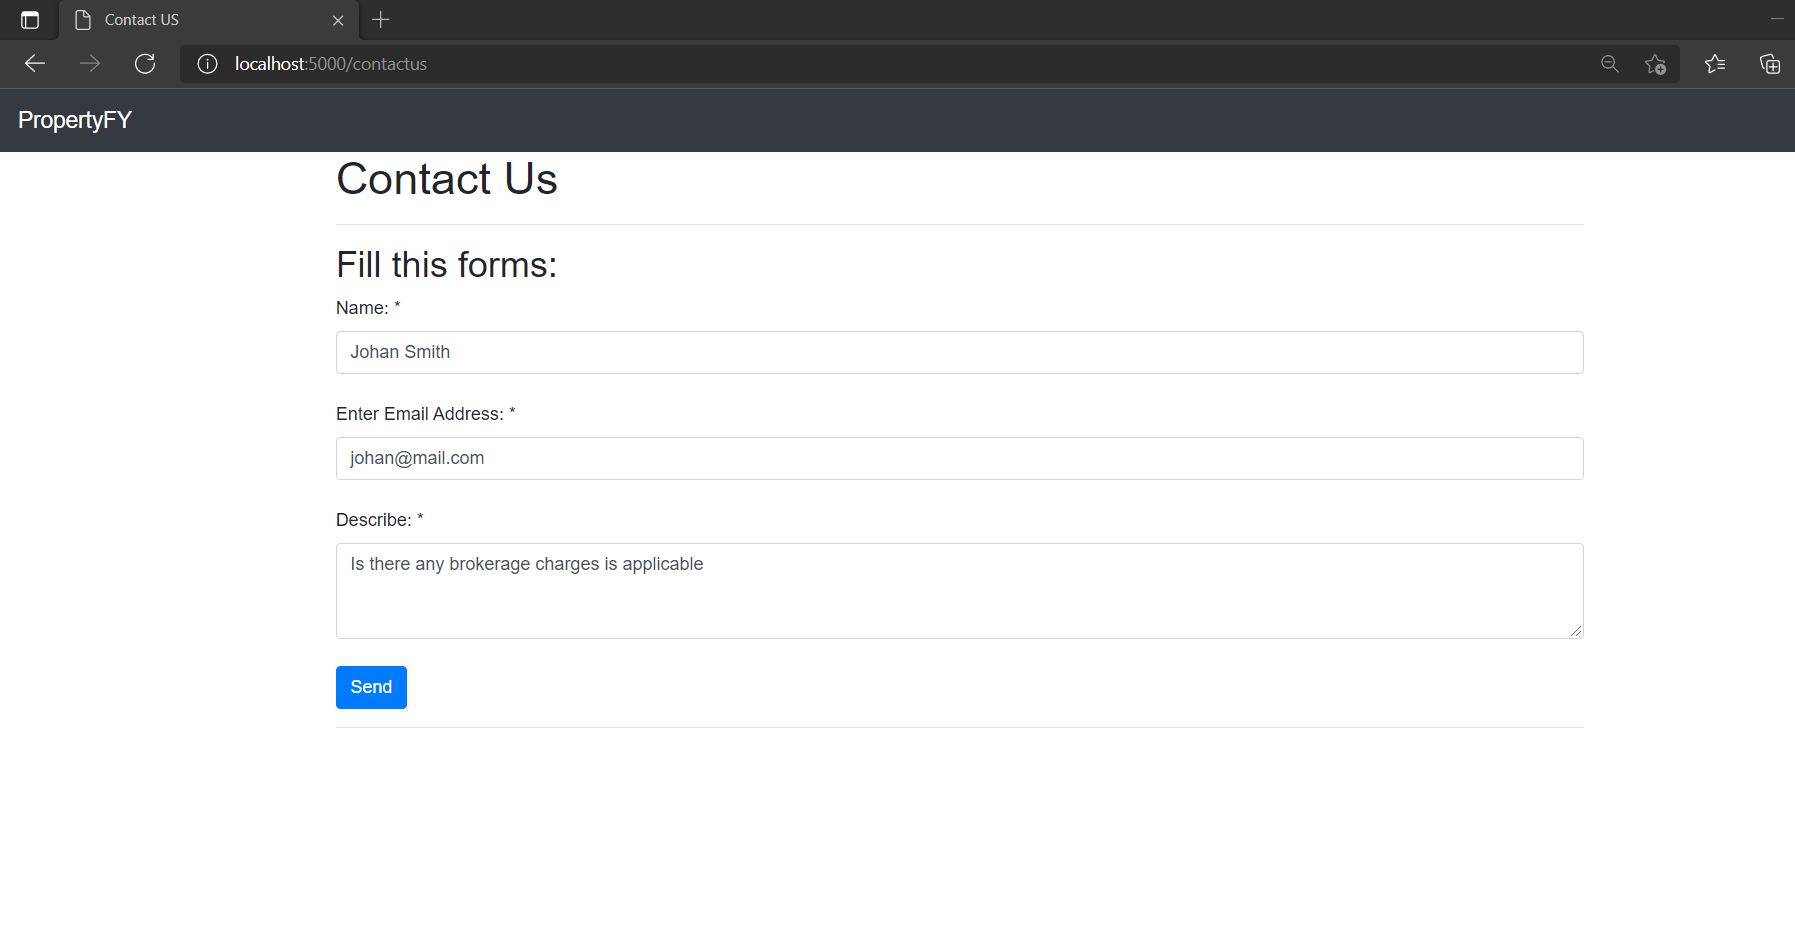 Contact US
localhost:5000/contactus
PropertyFY
Contact Us
Fill this forms:
Name: *
Johan Smith
Enter Email Address: *
johan@mail.com
Describe: *
Is there any brokerage charges is applicable
Send